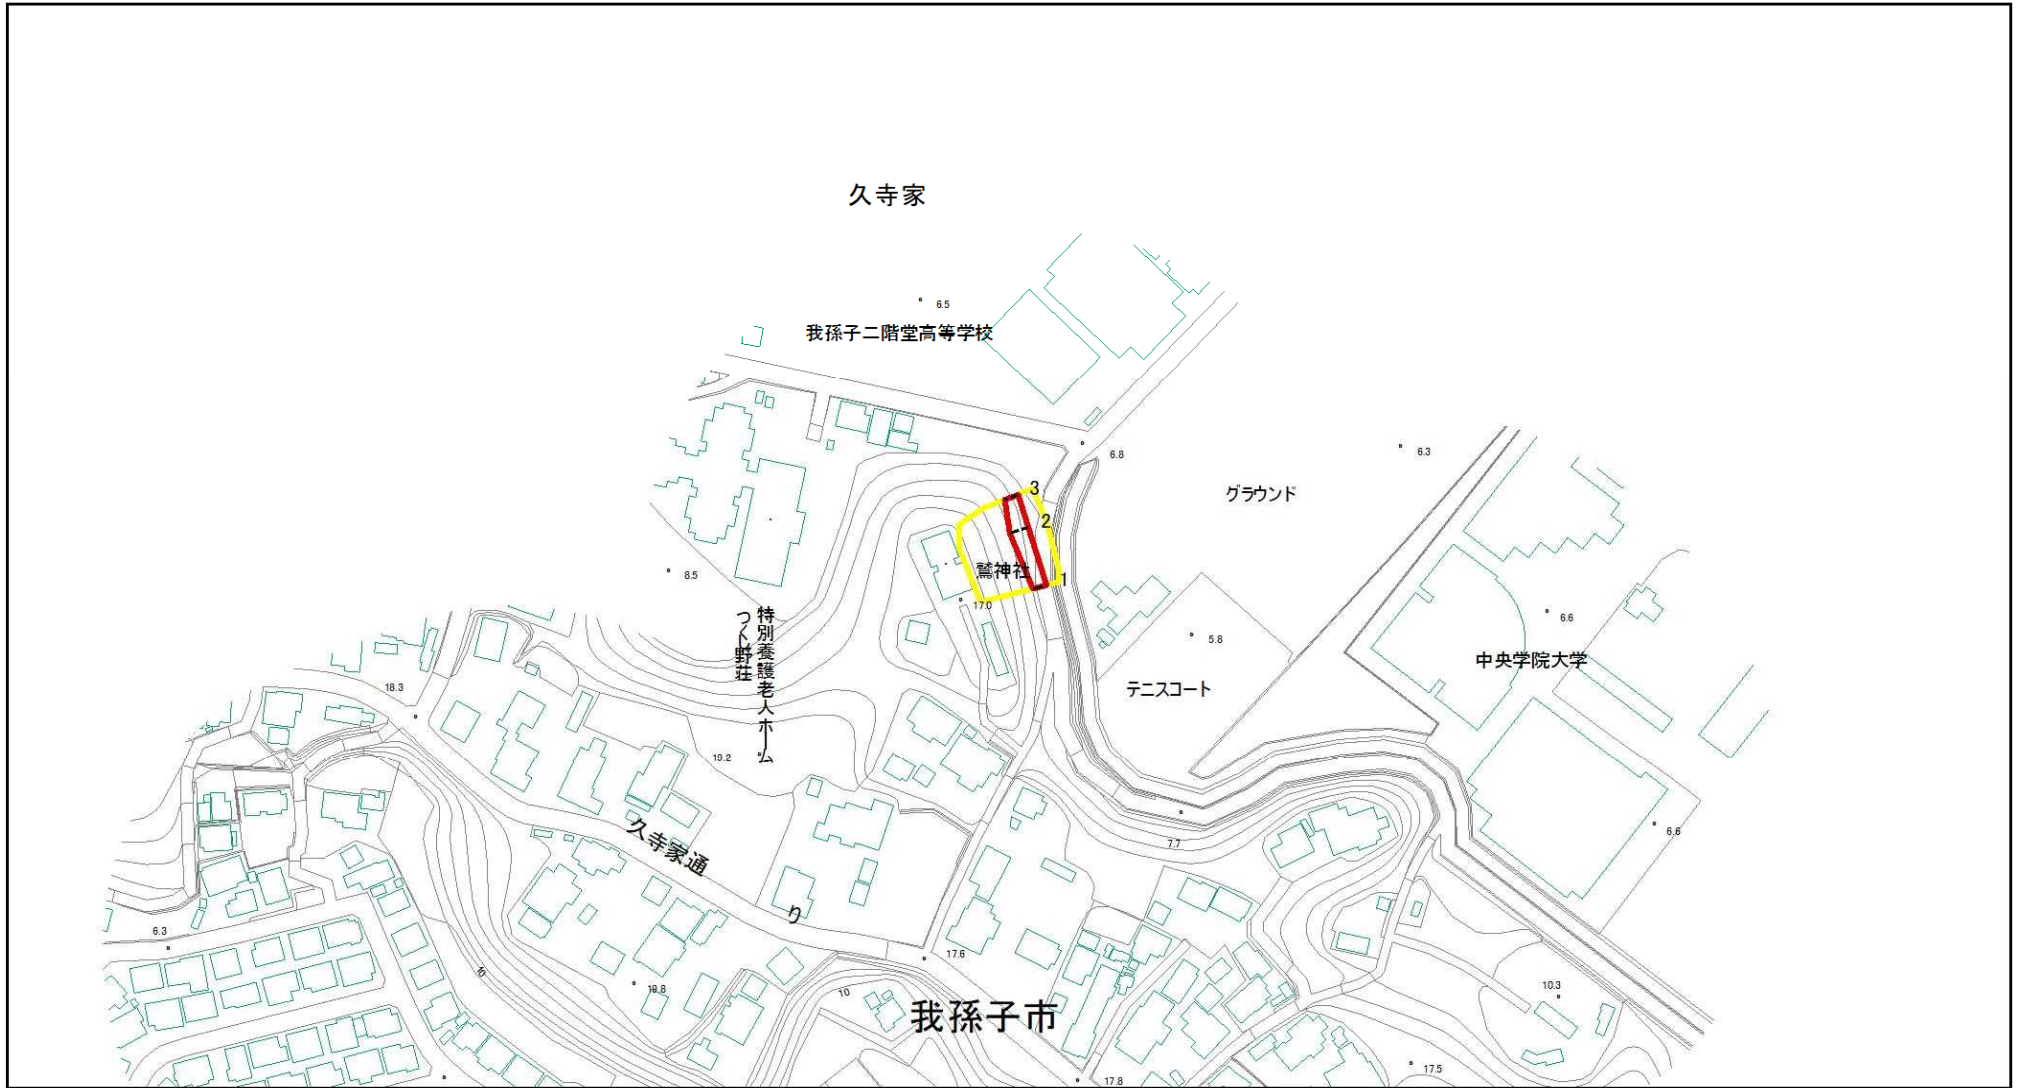 久寺家
6.5
我孫子二階堂高等学校
6.8
6.3
グラウンド
3
2
1
鷲神社
17.0
8.5
特別養護老人ホーム
つくし野荘
5.8
6.6
中央学院大学
テニスコート
18.3
19.2
久寺家通
り
7.7
6.6
6.3
17.6
10
19.8
10
10.3
我孫子市
17.5
17.8